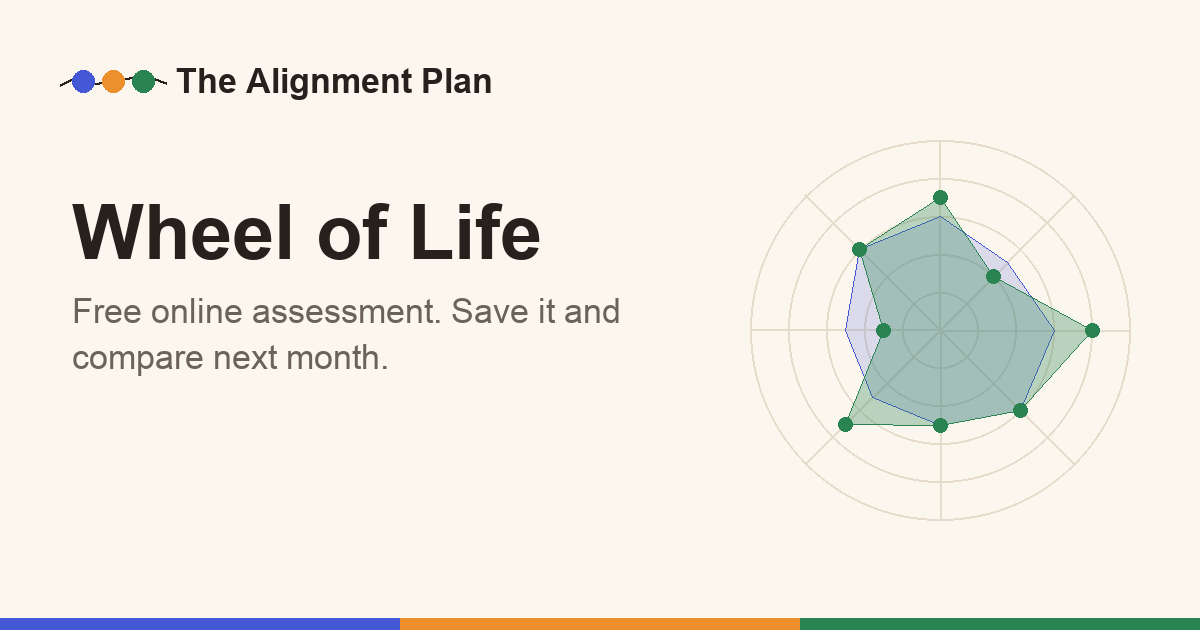 The Alignment Plan
Wheel of Life
Free online assessment. Save it and
compare next month.